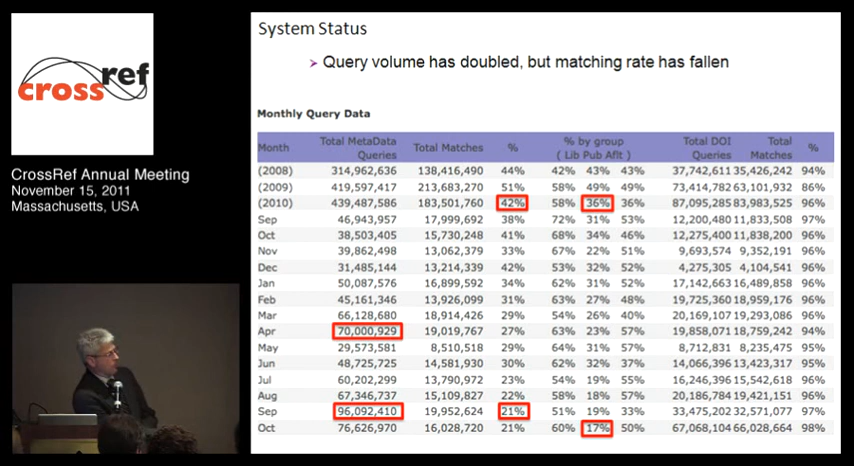 cross ref
CrossRef Annual Meeting
November 15, 2011
Massachusetts, USA
System Status
➢ Query volume has doubled, but matching rate has fallen
Monthly Query Data
Month Total MetaData Queries Total Matches % % by group ( Lib Pub Aflt ) Total DOI Queries Total Matches %
(2008) 314,962,636 138,416,490 44% 42% 43% 43% 37,742,611 35,426,242 94%
(2009) 419,597,417 213,683,270 51% 58% 49% 49% 73,414,782 63,101,932 86%
(2010) 439,487,586 183,501,760 42% 58% 36% 36% 87,095,285 83,983,525 96%
Sep 46,943,957 17,999,692 38% 72% 31% 53% 12,200,480 11,833,508 97%
Oct 38,503,405 15,730,248 41% 68% 34% 46% 12,275,400 11,838,200 96%
Nov 39,862,498 13,062,379 33% 67% 22% 51% 9,693,574 9,352,191 96%
Dec 31,485,144 13,214,339 42% 53% 32% 52% 4,275,305 4,104,541 96%
Jan 50,087,576 16,899,592 34% 62% 31% 52% 17,142,663 16,489,858 96%
Feb 45,161,346 13,926,099 31% 63% 27% 48% 19,725,360 18,959,176 96%
Mar 66,128,680 18,914,426 29% 54% 26% 40% 20,169,107 19,293,086 96%
Apr 70,000,929 19,019,767 27% 63% 23% 57% 19,858,071 18,759,242 94%
May 29,573,581 8,510,518 29% 64% 31% 57% 8,712,831 8,235,475 95%
Jun 48,725,725 14,581,930 30% 62% 32% 37% 14,066,396 13,423,317 95%
Jul 60,202,299 13,790,972 23% 54% 19% 55% 16,246,396 15,542,618 96%
Aug 67,346,737 15,109,827 22% 58% 18% 57% 20,186,784 19,421,151 96%
Sep 96,092,410 19,952,624 21% 51% 19% 33% 33,475,202 32,571,077 97%
Oct 76,626,970 16,028,720 21% 60% 17% 50% 67,068,104 66,028,664 98%